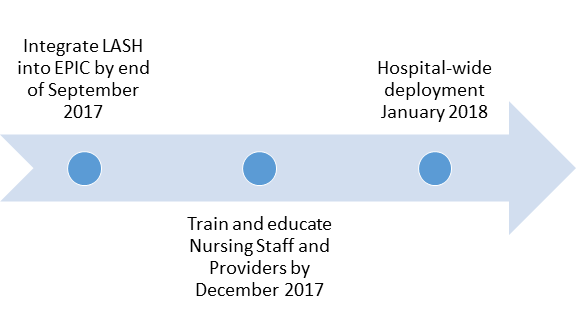 Integrate LASH
into EPIC by end
of September
2017
Train and educate
Nursing Staff and
Providers by
December 2017
Hospital-wide
deployment
January 2018